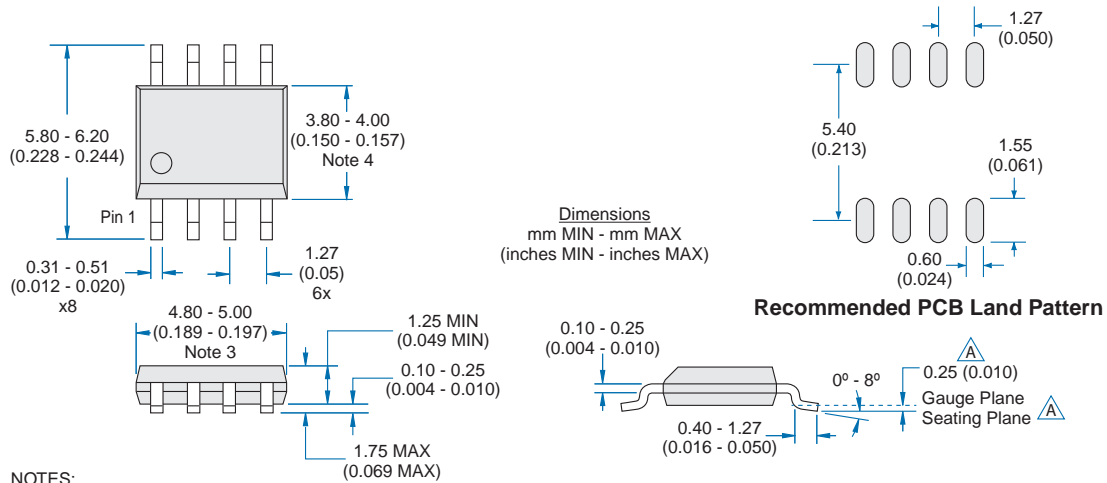 1.27
(0.050)
5.80 - 6.20
(0.228 - 0.244)
3.80 - 4.00
(0.150 - 0.157)
Note 4
5.40
(0.213)
1.55
(0.061)
Pin 1
Dimensions
mm MIN - mm MAX
(inches MIN - inches MAX)
0.31 - 0.51
(0.012 - 0.020)
x8
1.27
(0.05)
6x
0.60
(0.024)
Recommended PCB Land Pattern
4.80 - 5.00
(0.189 - 0.197)
Note 3
1.25 MIN
(0.049 MIN)
0.10 - 0.25
(0.004 - 0.010)
1.75 MAX
(0.069 MAX)
0.10 - 0.25
(0.004 - 0.010)
0º - 8º
A
0.25 (0.010)
Gauge Plane
Seating Plane A
0.40 - 1.27
(0.016 - 0.050)
NOTES: